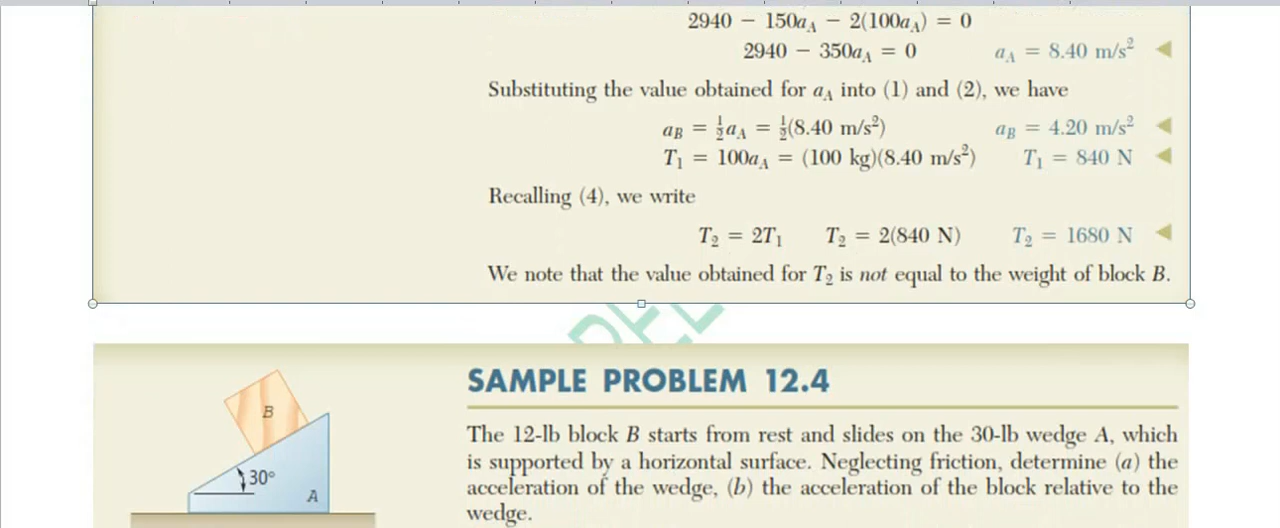 2940 − 150a_A − 2(100a_A) = 0
2940 − 350a_A = 0 a_A = 8.40 m/s² ◀
Substituting the value obtained for a_A into (1) and (2), we have
a_B = ½a_A = ½(8.40 m/s²) a_B = 4.20 m/s² ◀
T₁ = 100a_A = (100 kg)(8.40 m/s²) T₁ = 840 N ◀
Recalling (4), we write
T₂ = 2T₁ T₂ = 2(840 N) T₂ = 1680 N ◀
We note that the value obtained for T₂ is not equal to the weight of block B.
SAMPLE PROBLEM 12.4
B
30°
A
The 12-lb block B starts from rest and slides on the 30-lb wedge A, which
is supported by a horizontal surface. Neglecting friction, determine (a) the
acceleration of the wedge, (b) the acceleration of the block relative to the
wedge.